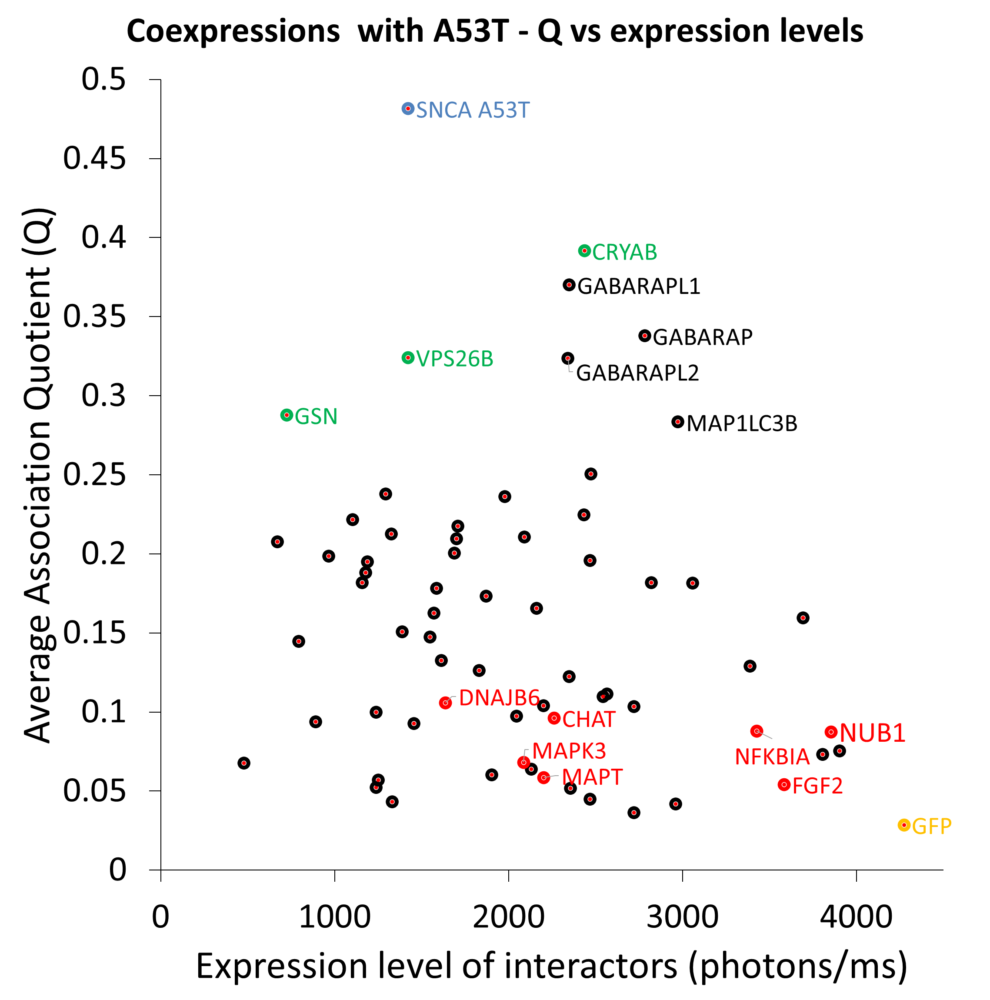 Coexpressions with A53T - Q vs expression levels
Average Association Quotient (Q)
0.5
0.45
0.4
0.35
0.3
0.25
0.2
0.15
0.1
0.05
0
SNCA A53T
CRYAB
GABARAPL1
GABARAP
VPS26B
GABARAPL2
GSN
MAP1LC3B
DNAJB6
CHAT
NUB1
MAPK3
NFKBIA
MAPT
FGF2
GFP
0
1000
2000
3000
4000
Expression level of interactors (photons/ms)